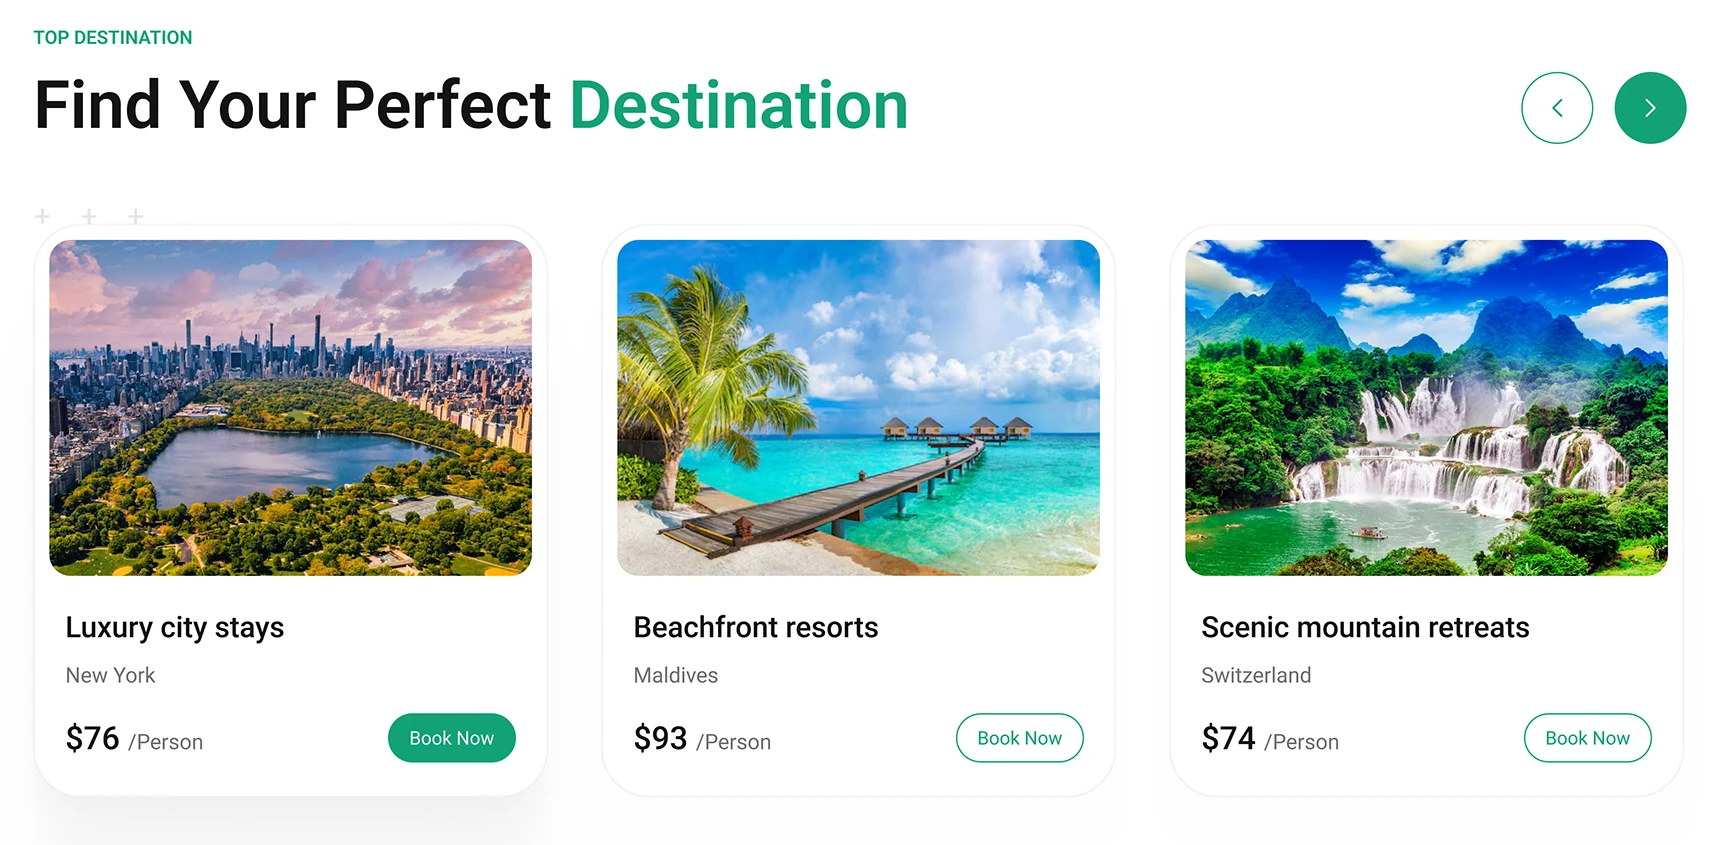 TOP DESTINATION
Find Your Perfect Destination
Luxury city stays
New York
$76 /Person
Book Now
Beachfront resorts
Maldives
$93 /Person
Book Now
Scenic mountain retreats
Switzerland
$74 /Person
Book Now